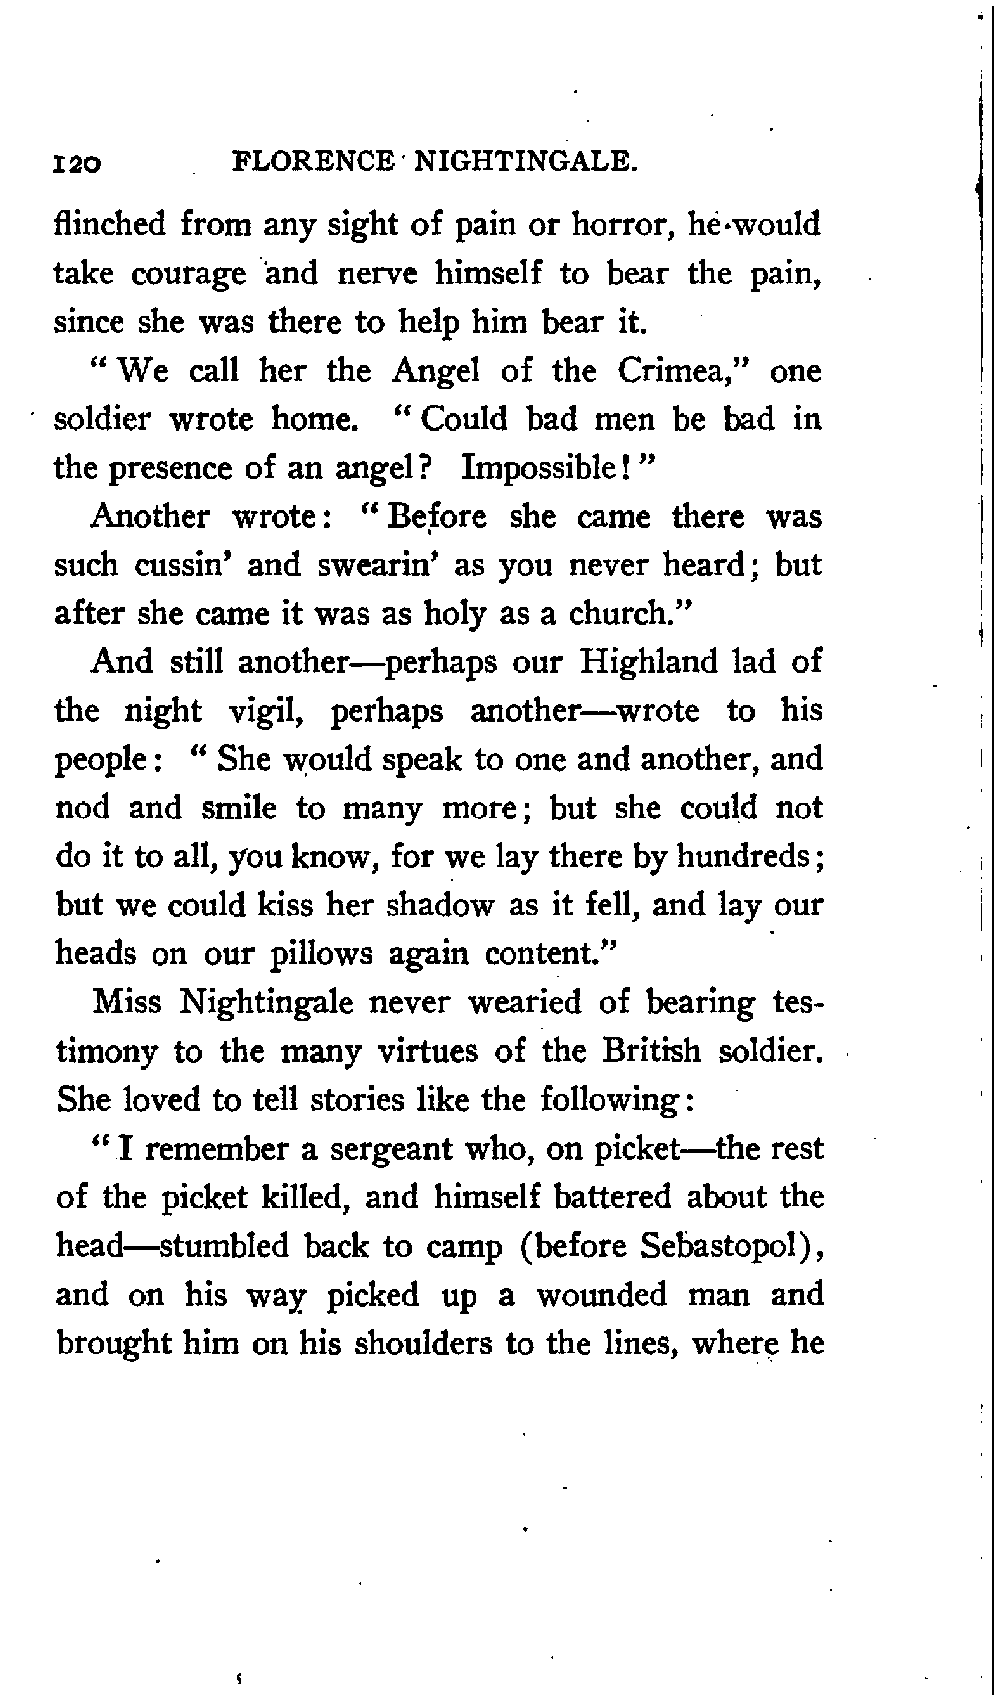 120 FLORENCE NIGHTINGALE.
flinched from any sight of pain or horror, he would
take courage and nerve himself to bear the pain,
since she was there to help him bear it.
“We call her the Angel of the Crimea,” one
soldier wrote home. “Could bad men be bad in
the presence of an angel? Impossible!”
Another wrote: “Before she came there was
such cussin’ and swearin’ as you never heard; but
after she came it was as holy as a church.”
And still another—perhaps our Highland lad of
the night vigil, perhaps another—wrote to his
people: “She would speak to one and another, and
nod and smile to many more; but she could not
do it to all, you know, for we lay there by hundreds;
but we could kiss her shadow as it fell, and lay our
heads on our pillows again content.”
Miss Nightingale never wearied of bearing tes-
timony to the many virtues of the British soldier.
She loved to tell stories like the following:
“I remember a sergeant who, on picket—the rest
of the picket killed, and himself battered about the
head—stumbled back to camp (before Sebastopol),
and on his way picked up a wounded man and
brought him on his shoulders to the lines, where he